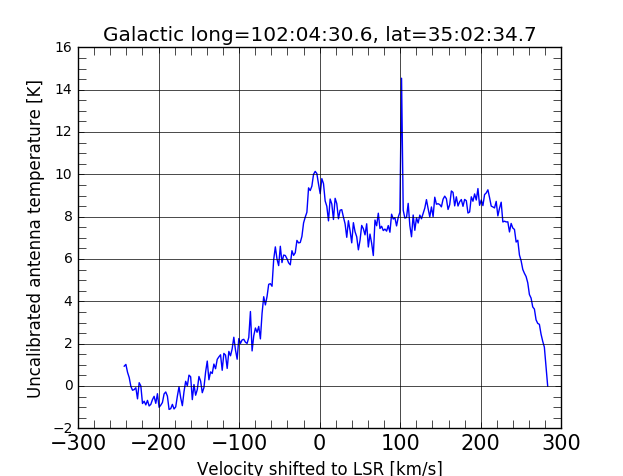 Galactic long=102:04:30.6, lat=35:02:34.7
Uncalibrated antenna temperature [K]
16
14
12
10
8
6
4
2
0
−2
−300 −200 −100 0 100 200 300
Velocity shifted to LSR [km/s]